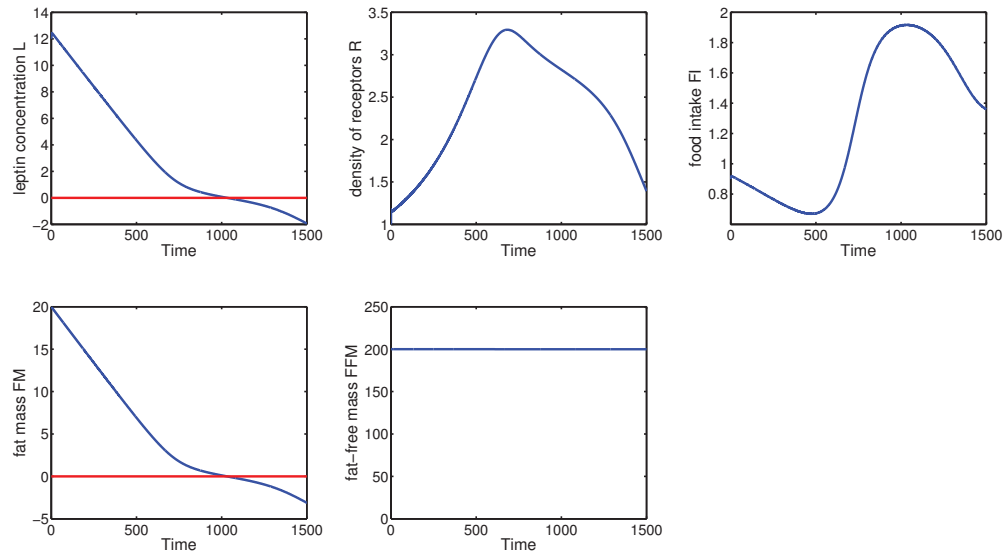 leptin concentration L
14
12
10
8
6
4
2
0
−2
0 500 1000 1500
Time
density of receptors R
3.5
3
2.5
2
1.5
1
0 500 1000 1500
Time
food intake FI
2
1.8
1.6
1.4
1.2
1
0.8
0 500 1000 1500
Time
fat mass FM
20
15
10
5
0
−5
0 500 1000 1500
Time
fat−free mass FFM
250
200
150
100
50
0
0 500 1000 1500
Time